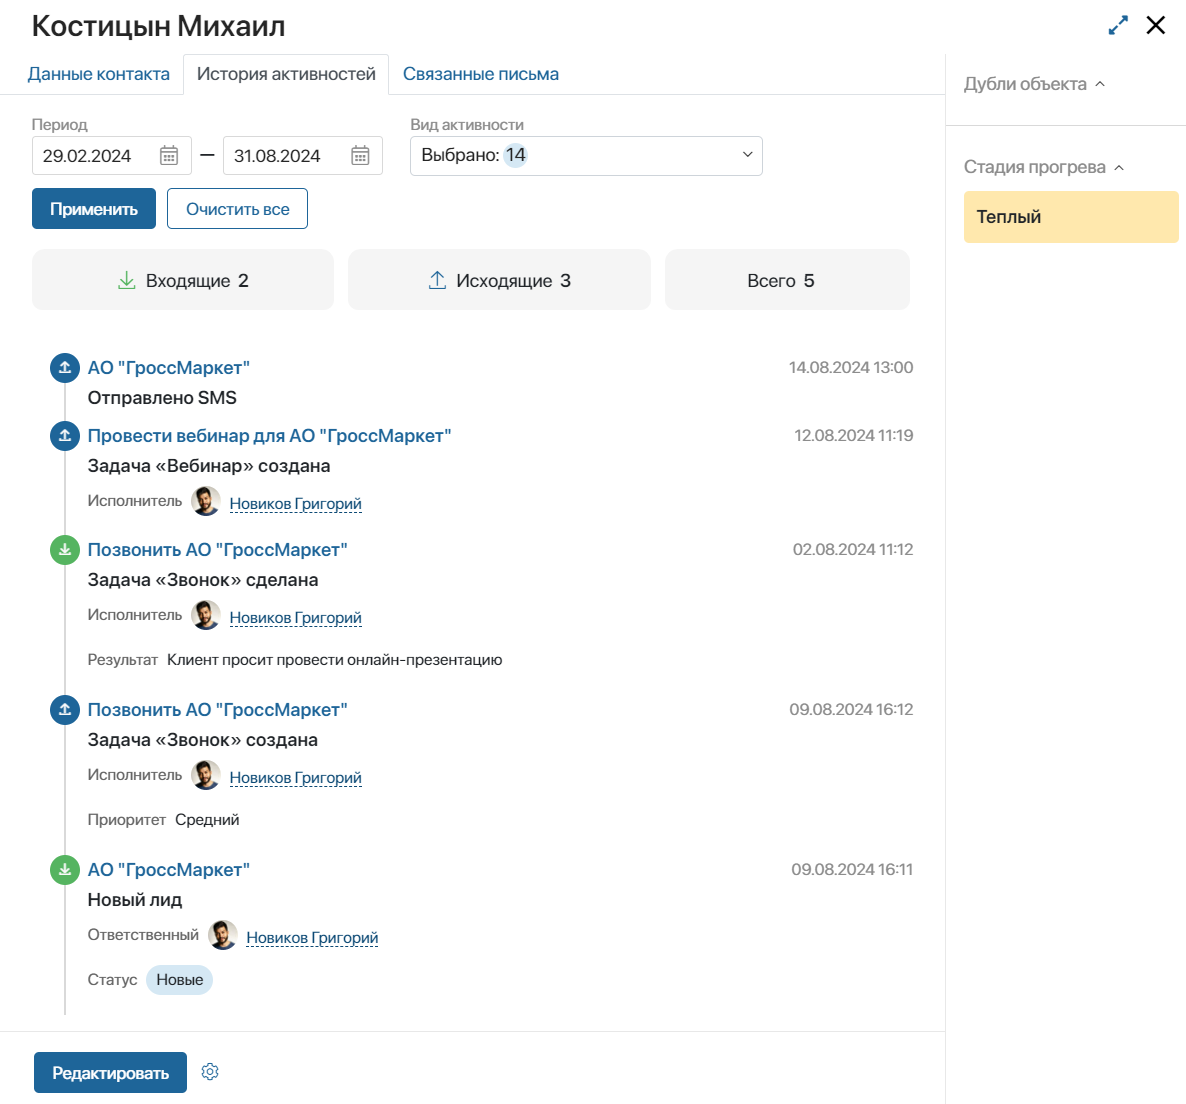 Костицын Михаил
Данные контакта
История активностей
Связанные письма
Период
29.02.2024 — 31.08.2024
Вид активности
Выбрано: 14
Применить
Очистить все
Входящие 2
Исходящие 3
Всего 5
АО "ГроссМаркет"
14.08.2024 13:00
Отправлено SMS
Провести вебинар для АО "ГроссМаркет"
12.08.2024 11:19
Задача «Вебинар» создана
Исполнитель Новиков Григорий
Позвонить АО "ГроссМаркет"
02.08.2024 11:12
Задача «Звонок» сделана
Исполнитель Новиков Григорий
Результат Клиент просит провести онлайн-презентацию
Позвонить АО "ГроссМаркет"
09.08.2024 16:12
Задача «Звонок» создана
Исполнитель Новиков Григорий
Приоритет Средний
АО "ГроссМаркет"
09.08.2024 16:11
Новый лид
Ответственный Новиков Григорий
Статус Новые
Редактировать
Дубли объекта
Стадия прогрева
Теплый